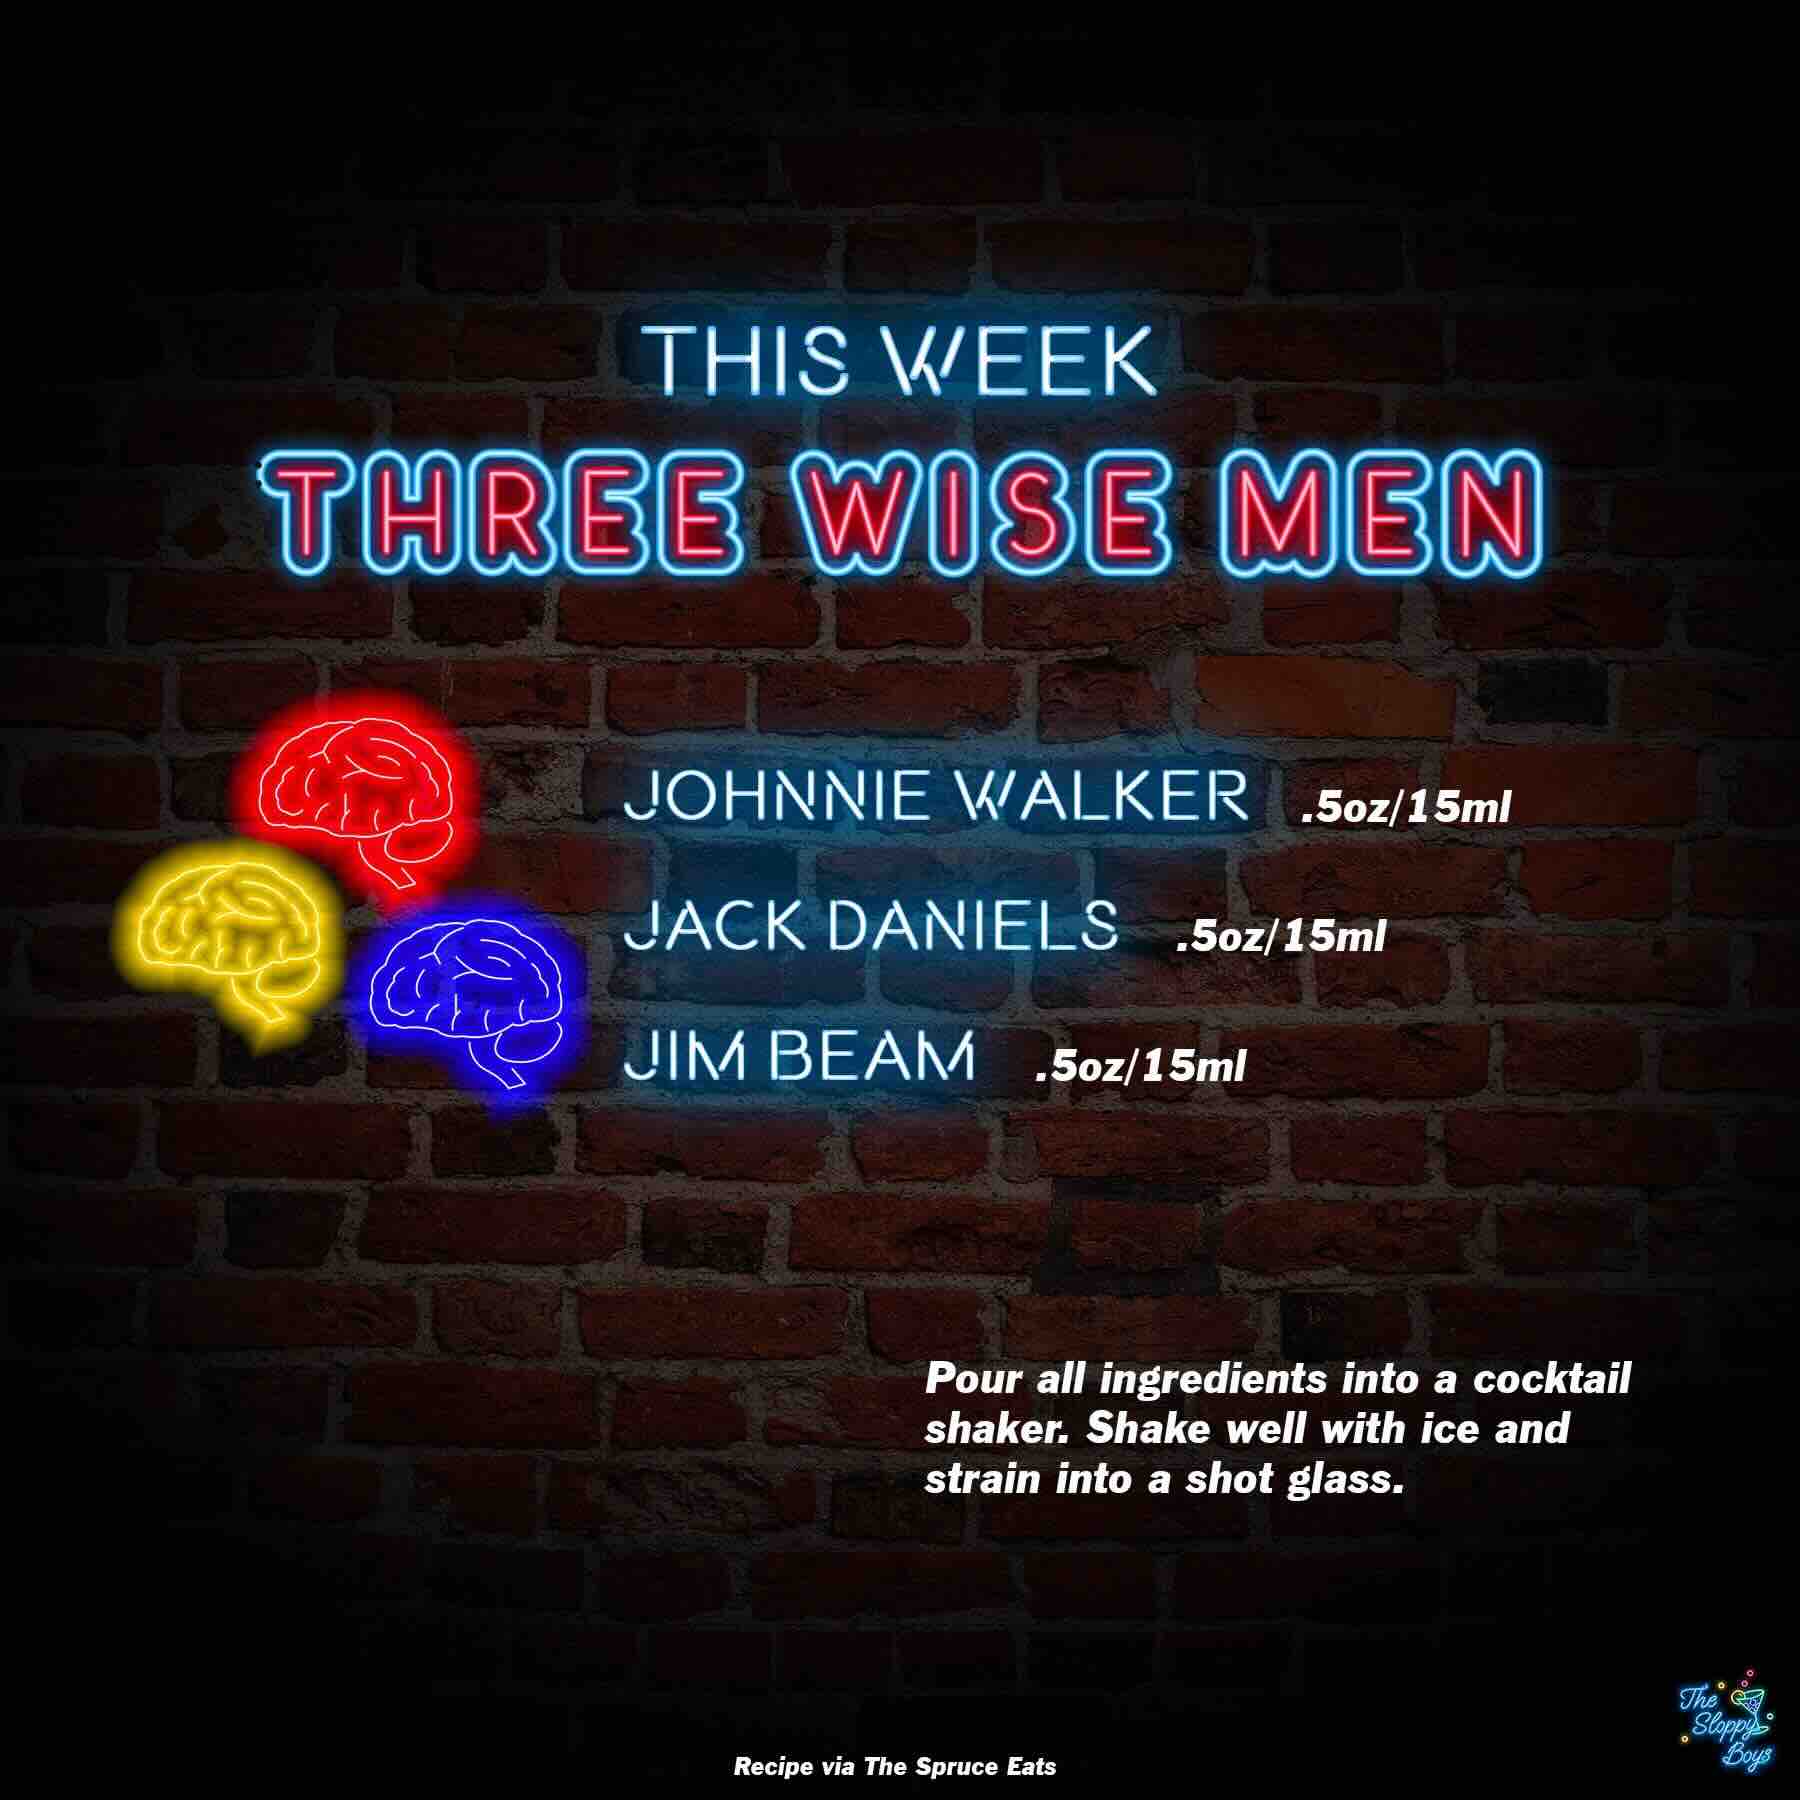 THIS WEEK
THREE WISE MEN
JOHNNIE WALKER .5oz/15ml
JACK DANIELS .5oz/15ml
JIM BEAM .5oz/15ml
Pour all ingredients into a cocktail
shaker. Shake well with ice and
strain into a shot glass.
The
Sloppy
Boys
Recipe via The Spruce Eats